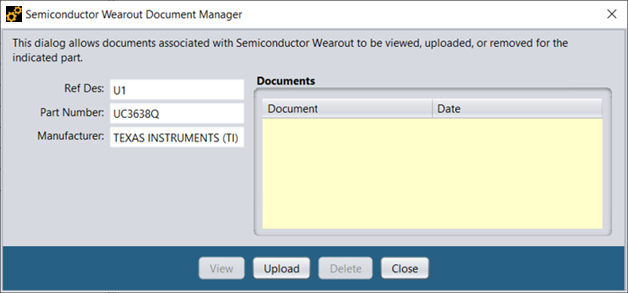 Semiconductor Wearout Document Manager
This dialog allows documents associated with Semiconductor Wearout to be viewed, uploaded, or removed for the
indicated part.
Ref Des: U1
Part Number: UC3638Q
Manufacturer: TEXAS INSTRUMENTS (TI)
Documents
Document Date
View Upload Delete Close